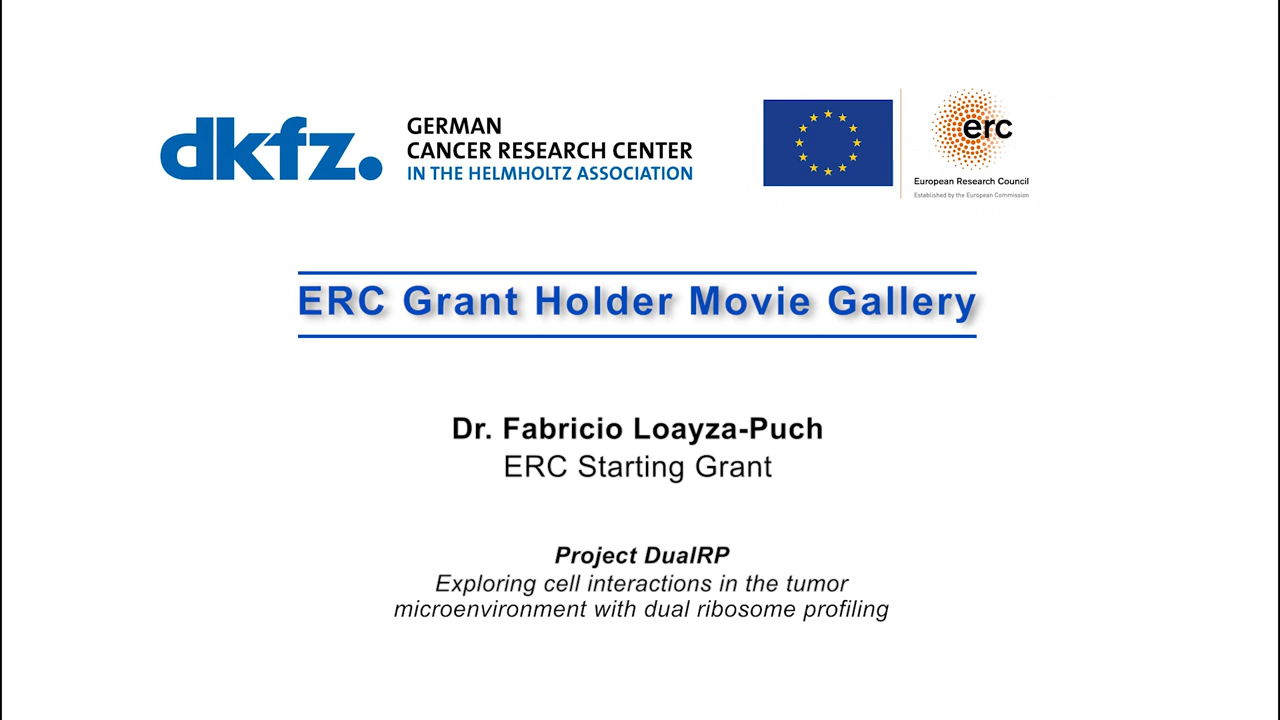 dkfz.
GERMAN
CANCER RESEARCH CENTER
IN THE HELMHOLTZ ASSOCIATION
erc
European Research Council
Established by the European Commission
ERC Grant Holder Movie Gallery
Dr. Fabricio Loayza-Puch
ERC Starting Grant
Project DualRP
Exploring cell interactions in the tumor
microenvironment with dual ribosome profiling